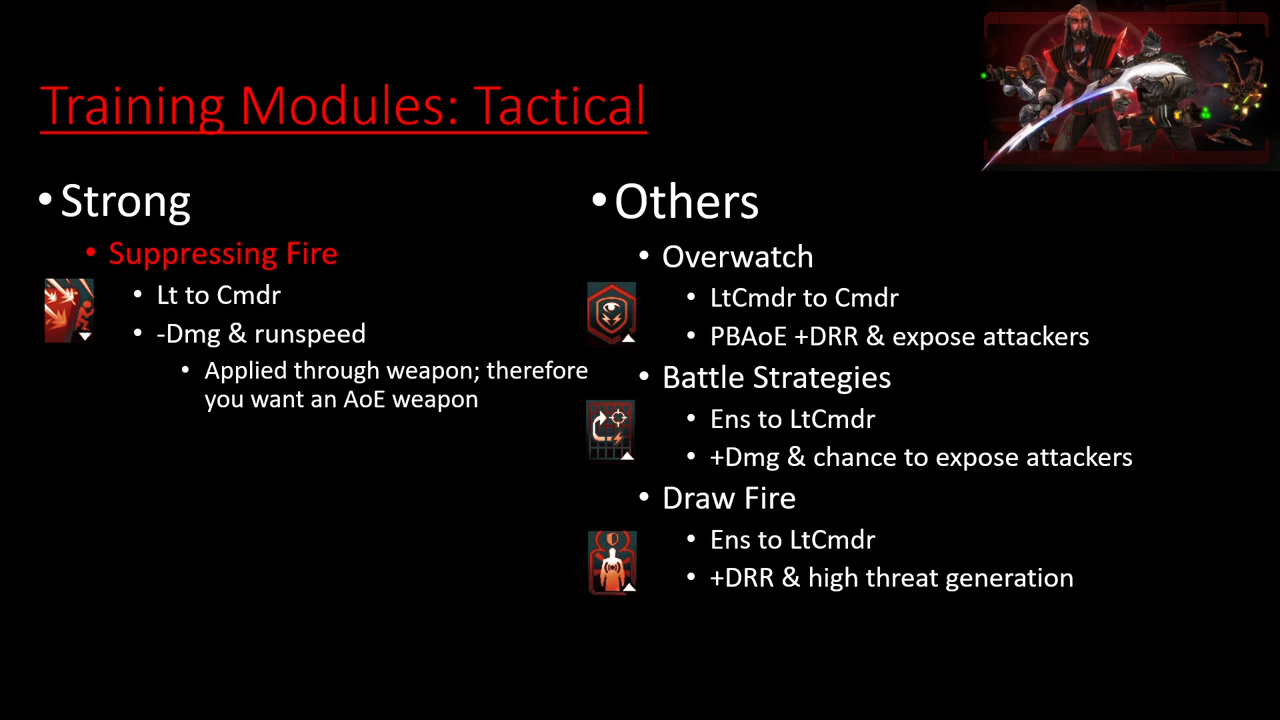 Training Modules: Tactical
• Strong
• Suppressing Fire
• Lt to Cmdr
• -Dmg & runspeed
• Applied through weapon; therefore
you want an AoE weapon
• Others
• Overwatch
• LtCmdr to Cmdr
• PBAoE +DRR & expose attackers
• Battle Strategies
• Ens to LtCmdr
• +Dmg & chance to expose attackers
• Draw Fire
• Ens to LtCmdr
• +DRR & high threat generation